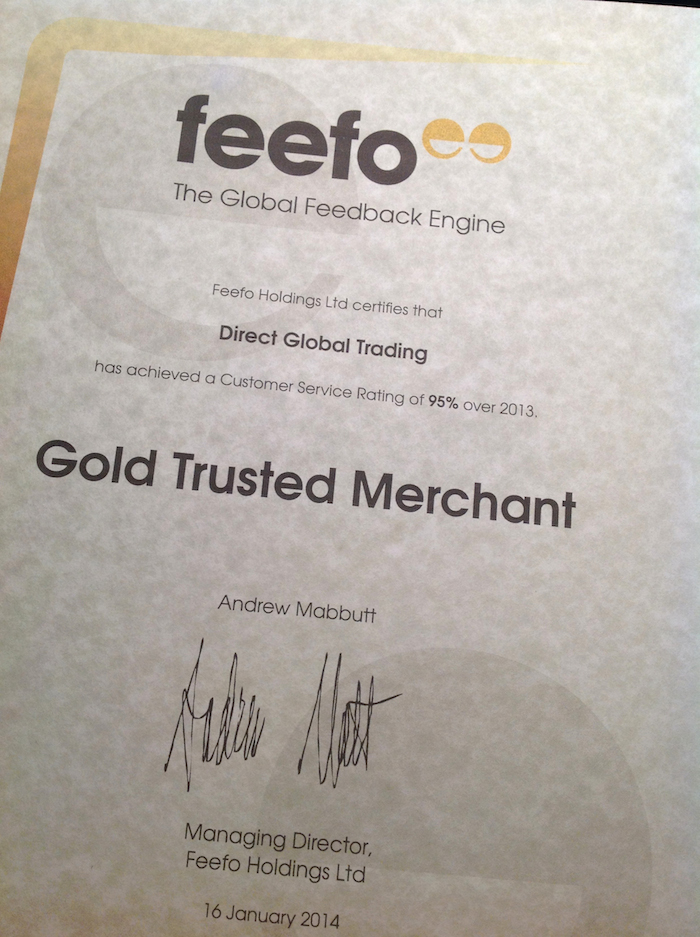 feefo
The Global Feedback Engine
Feefo Holdings Ltd certifies that
Direct Global Trading
has achieved a Customer Service Rating of 95% over 2013.
Gold Trusted Merchant
Andrew Mabbutt
Managing Director,
Feefo Holdings Ltd
16 January 2014